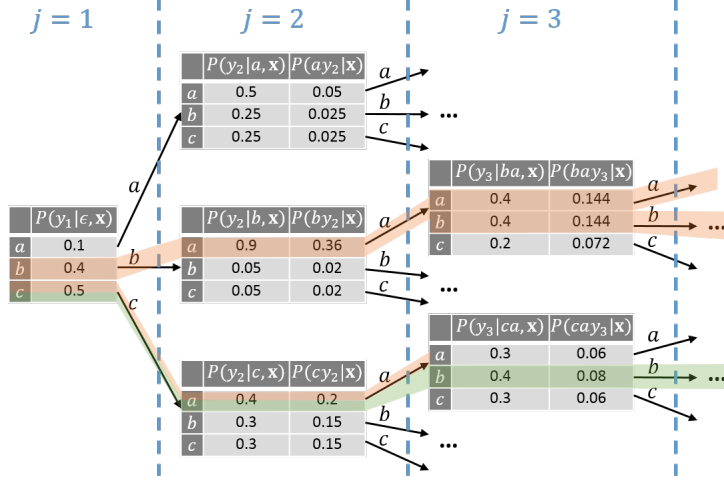 j = 1
j = 2
j = 3
P(y₂|a, x) P(ay₂|x)
a 0.5 0.05
b 0.25 0.025
c 0.25 0.025
a
b
c
...
a
P(y₁|ϵ, x)
a 0.1
b 0.4
c 0.5
b
c
P(y₂|b, x) P(by₂|x)
a 0.9 0.36
b 0.05 0.02
c 0.05 0.02
a
b
c
...
P(y₃|ba, x) P(bay₃|x)
a 0.4 0.144
b 0.4 0.144
c 0.2 0.072
a
b
c
...
P(y₂|c, x) P(cy₂|x)
a 0.4 0.2
b 0.3 0.15
c 0.3 0.15
a
b
c
...
P(y₃|ca, x) P(cay₃|x)
a 0.3 0.06
b 0.4 0.08
c 0.3 0.06
a
b
c
...